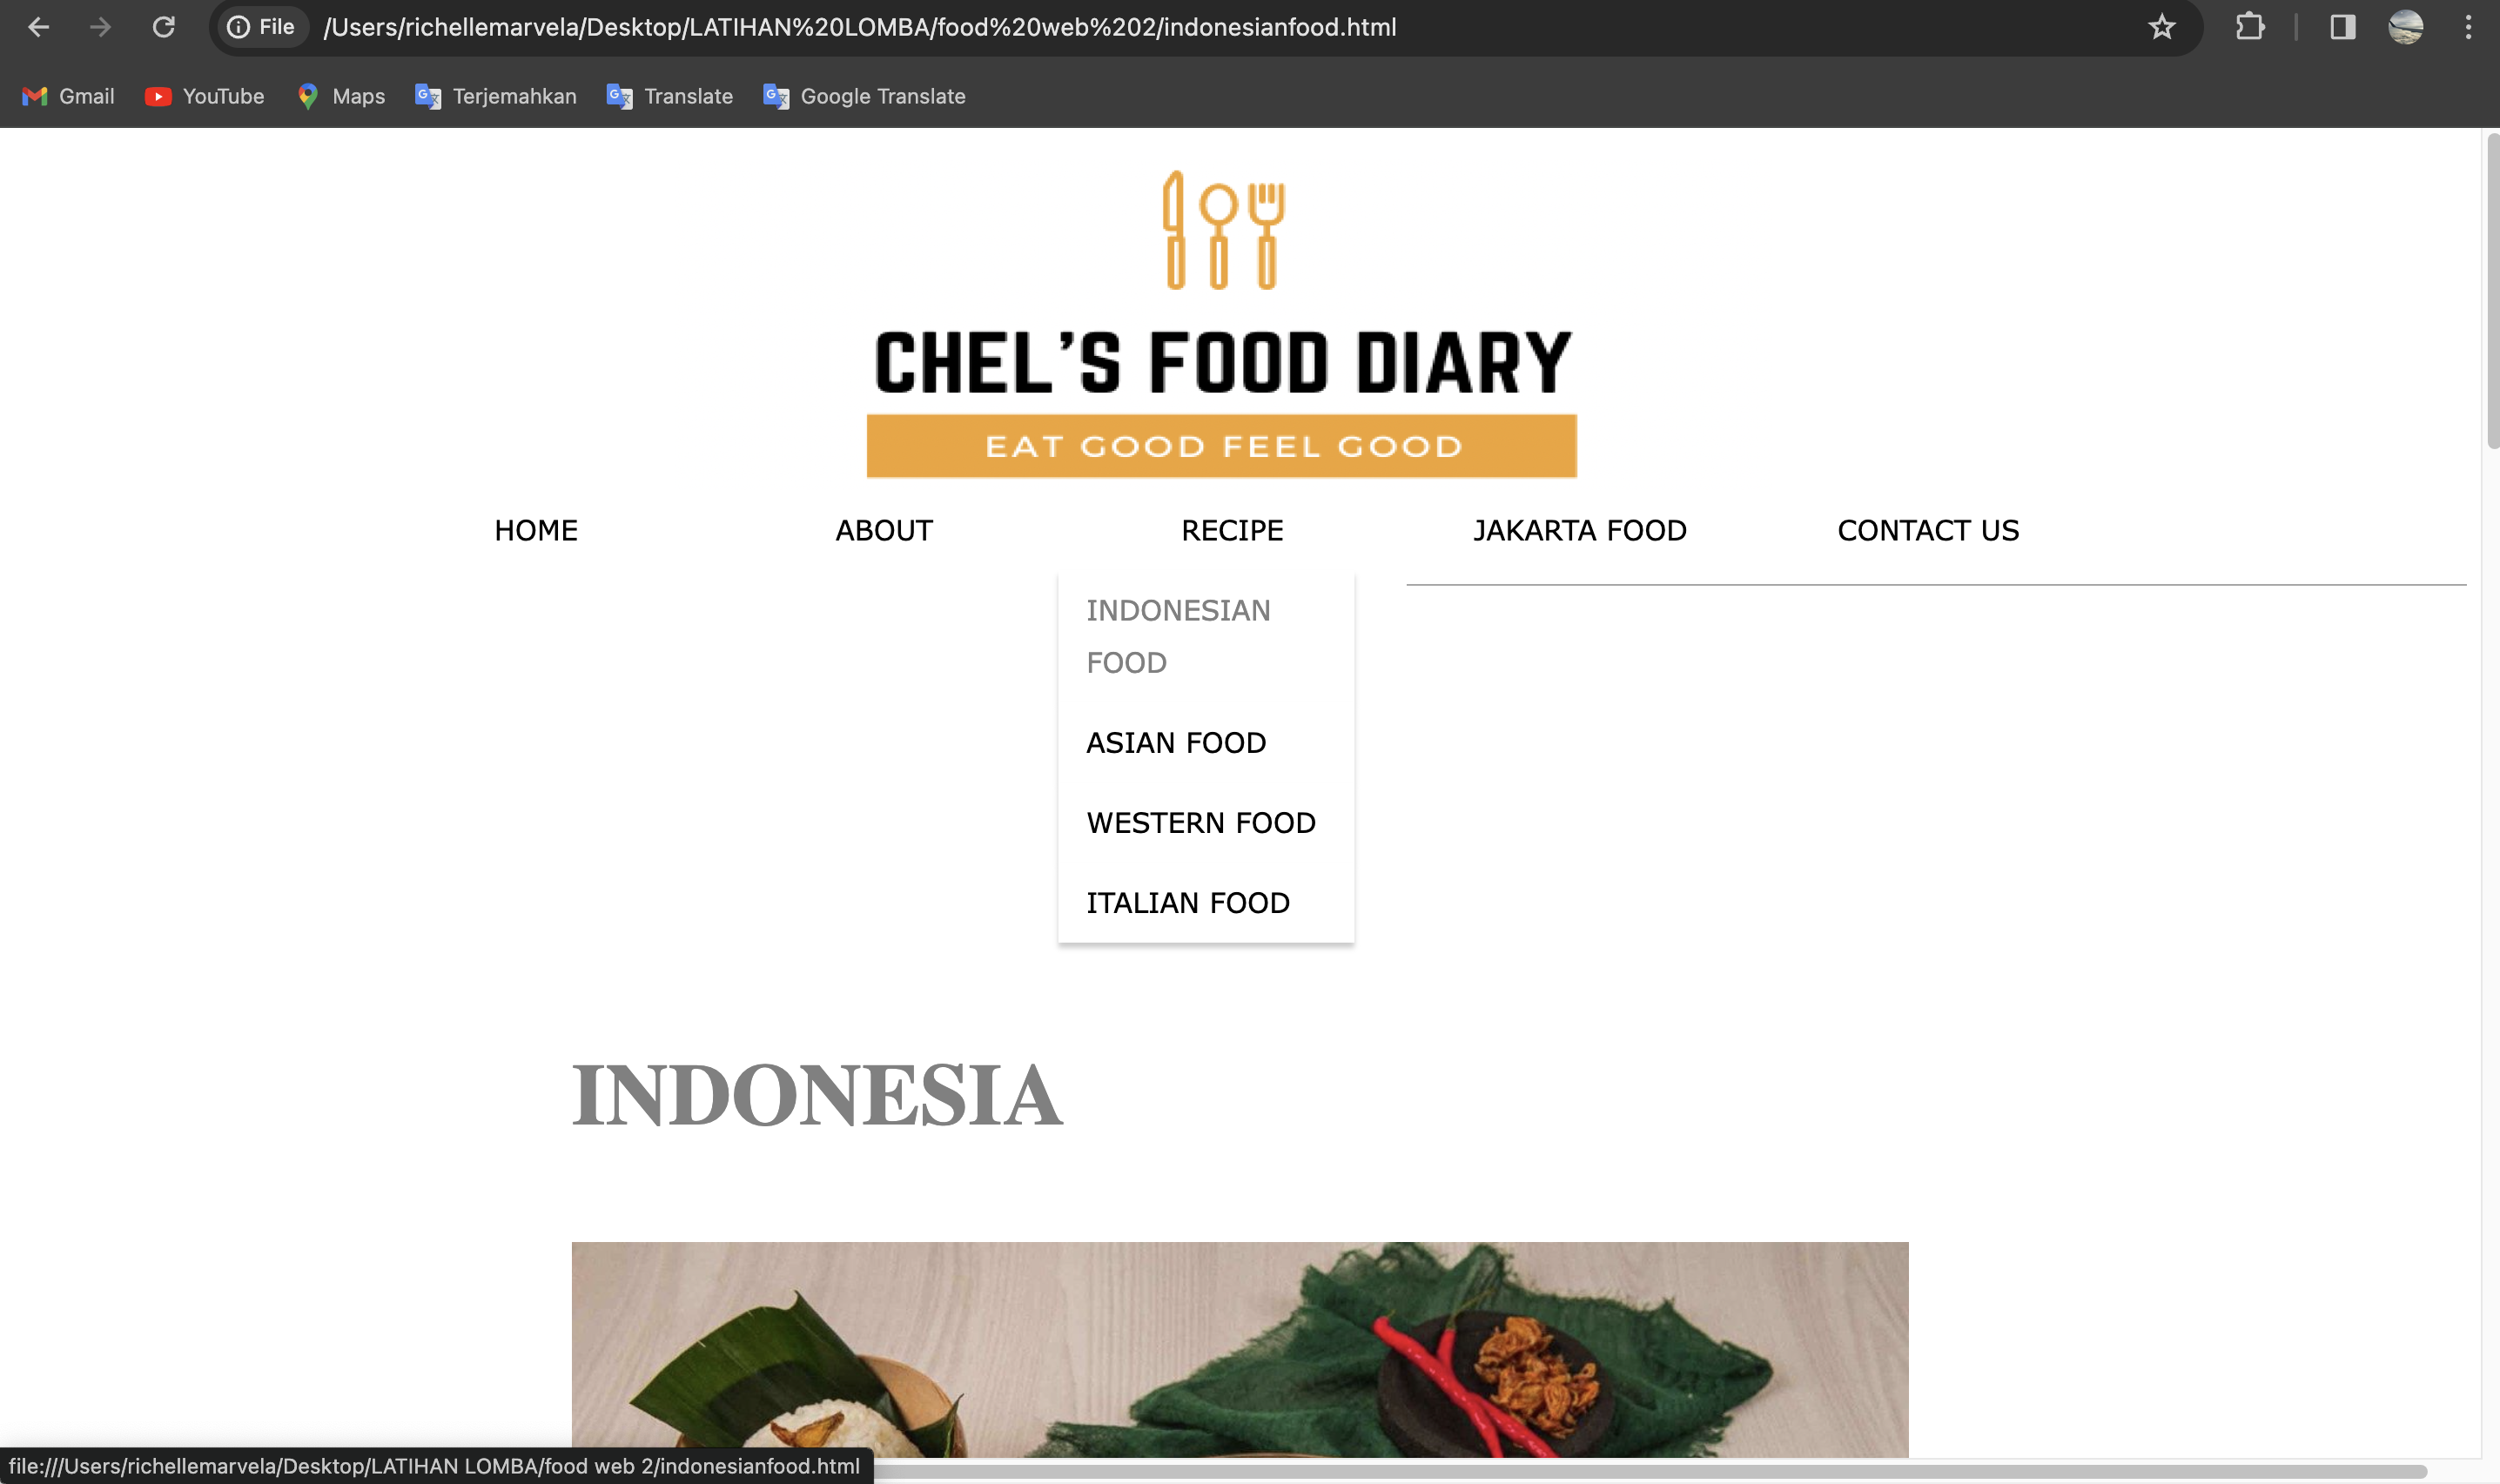 File /Users/richellemarvela/Desktop/LATIHAN%20LOMBA/food%20web%202/indonesianfood.html
Gmail YouTube Maps Terjemahkan Translate Google Translate
CHEL'S FOOD DIARY
EAT GOOD FEEL GOOD
HOME ABOUT RECIPE JAKARTA FOOD CONTACT US
INDONESIAN
FOOD
ASIAN FOOD
WESTERN FOOD
ITALIAN FOOD
INDONESIA
file:///Users/richellemarvela/Desktop/LATIHAN LOMBA/food web 2/indonesianfood.html